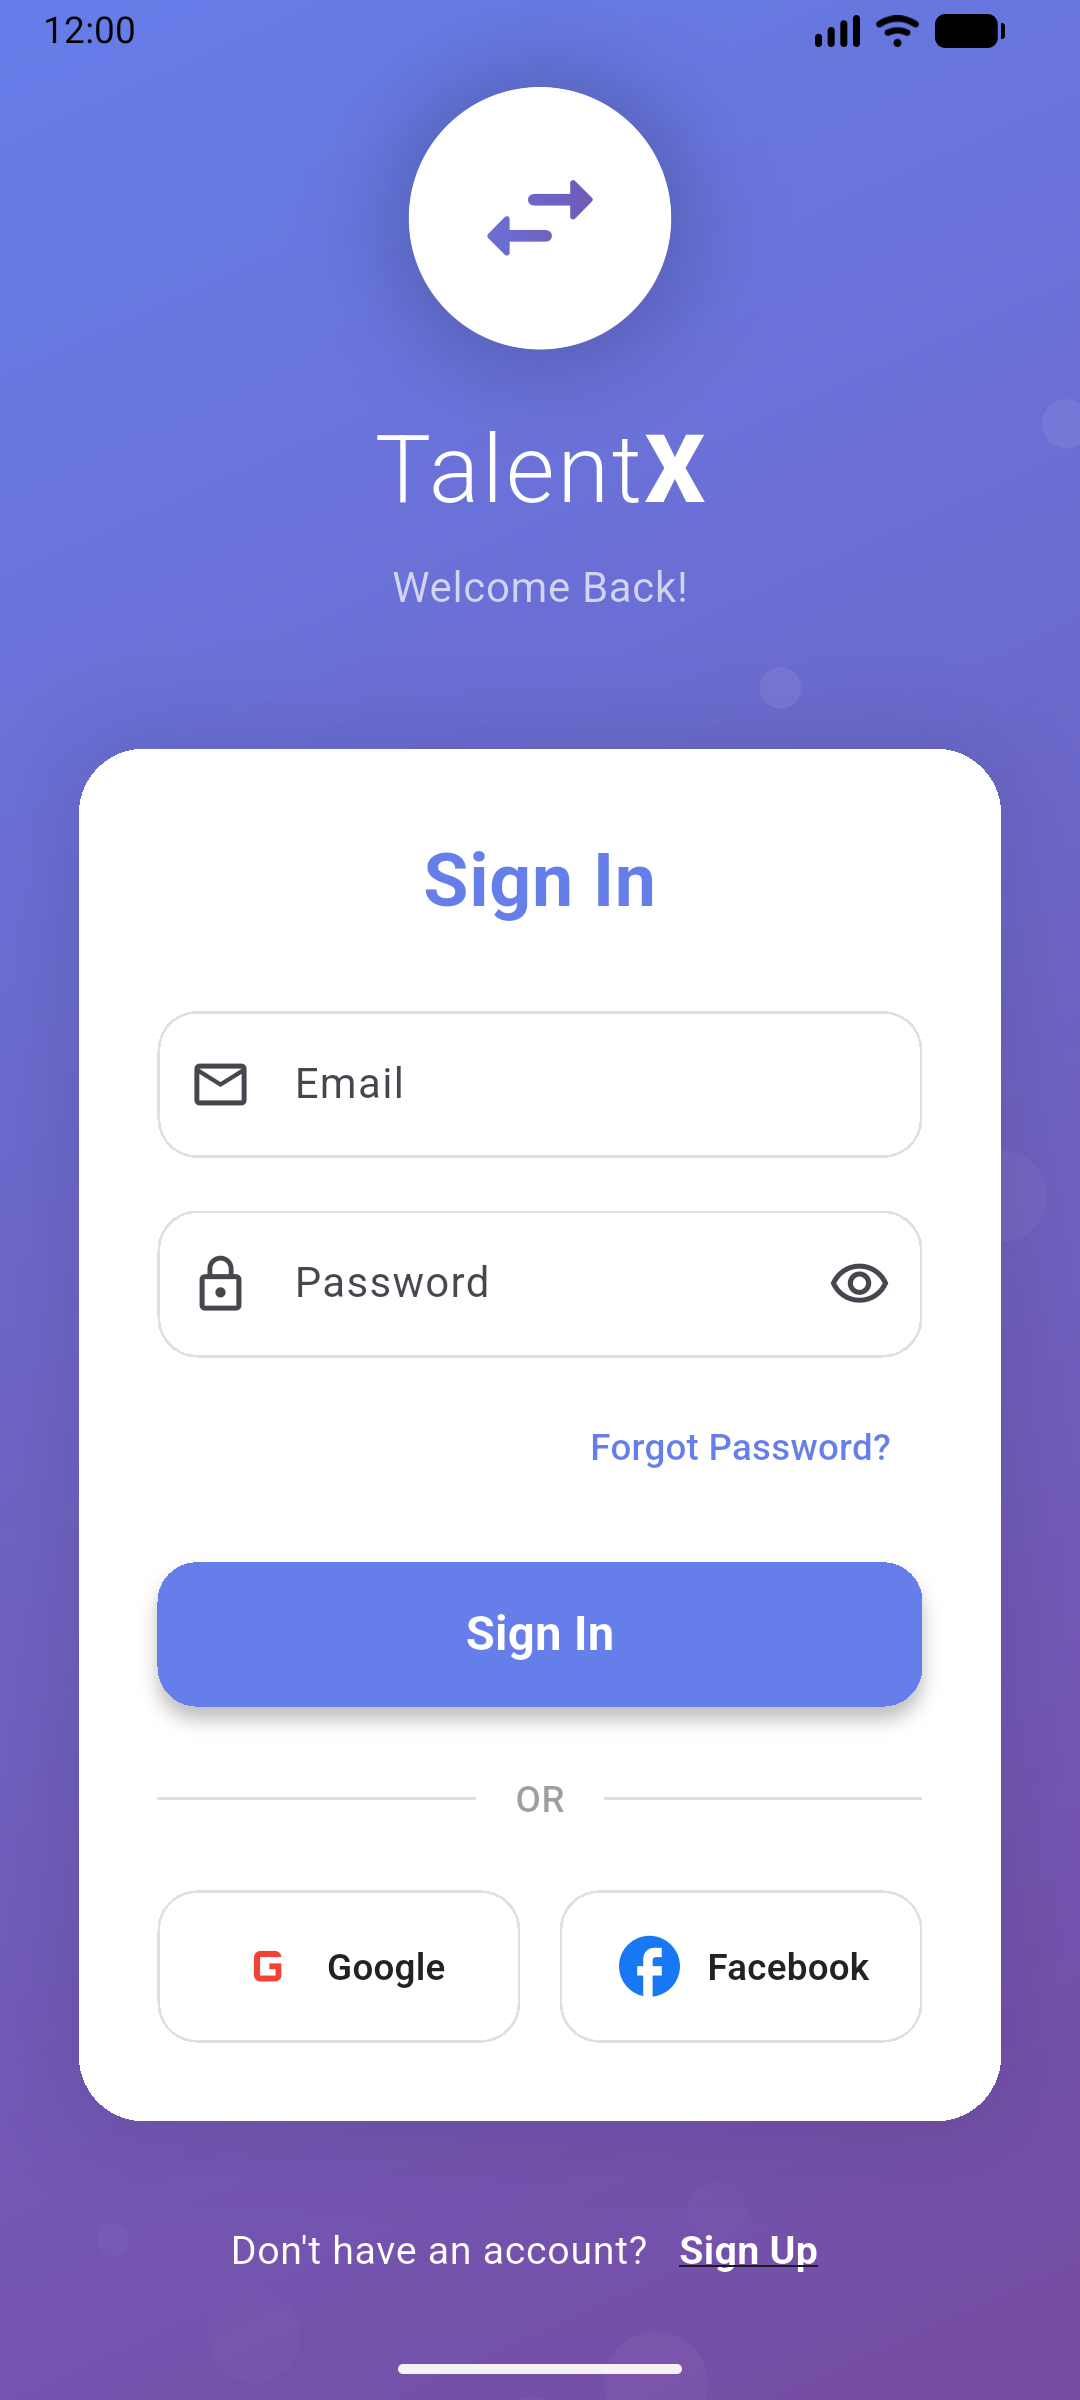 12:00
TalentX
Welcome Back!
Sign In
Email
Password
Forgot Password?
Sign In
OR
Google
Facebook
Don't have an account? Sign Up